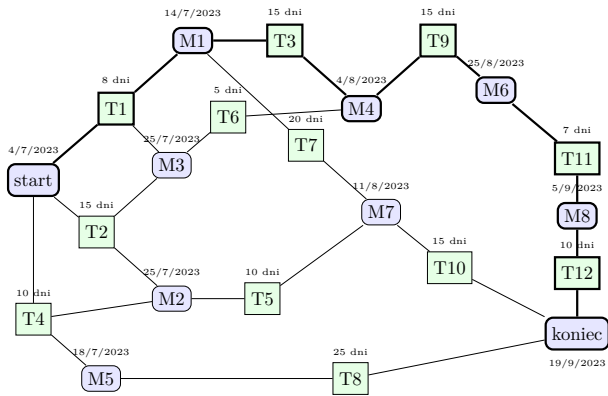 14/7/2023
M1
15 dni
T3
15 dni
T9
8 dni
T1
4/8/2023
M4
25/8/2023
M6
5 dni
T6
20 dni
T7
7 dni
T11
4/7/2023
start
25/7/2023
M3
11/8/2023
M7
5/9/2023
M8
15 dni
T2
15 dni
T10
10 dni
T12
25/7/2023
M2
10 dni
T5
10 dni
T4
koniec
19/9/2023
18/7/2023
M5
25 dni
T8